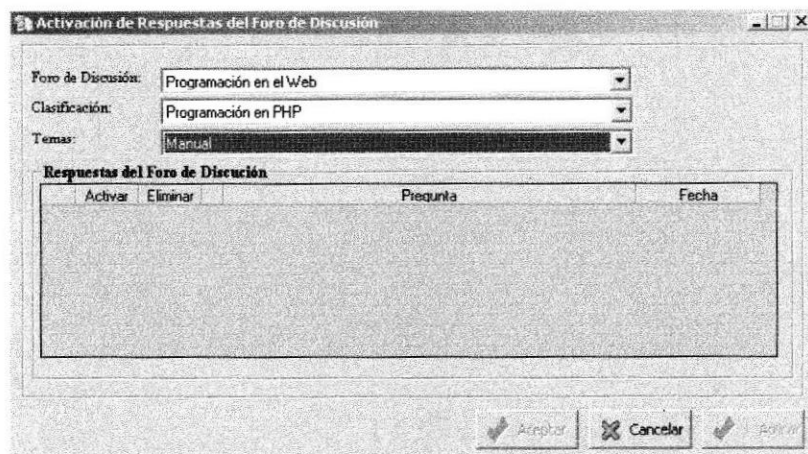 Activación de Respuestas del Foro de Discusión
Foro de Discusión: Programación en el Web
Clasificación: Programación en PHP
Temas: Manual
Respuestas del Foro de Discución
Activar Eliminar Pregunta Fecha
Aceptar Cancelar